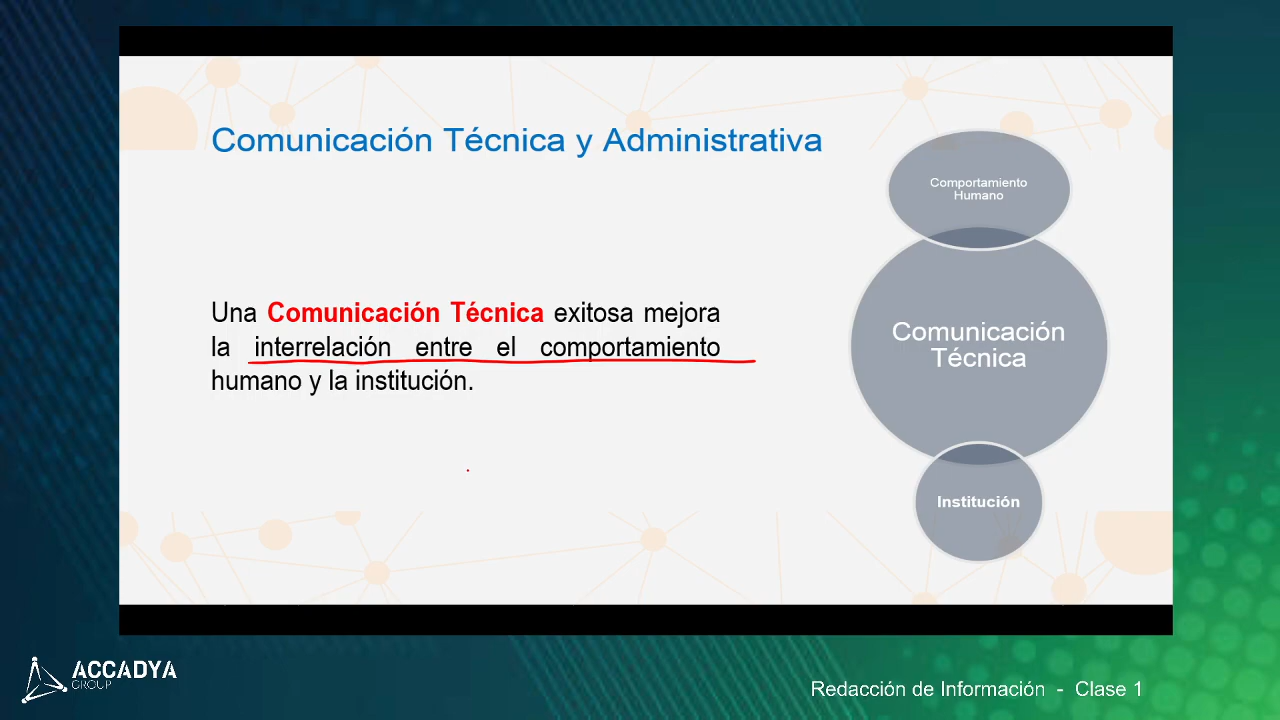 Comunicación Técnica y Administrativa
Comportamiento
Humano
Una Comunicación Técnica exitosa mejora
la interrelación entre el comportamiento
humano y la institución.
Comunicación
Técnica
Institución
ACCADYA
GROUP
Redacción de Información - Clase 1